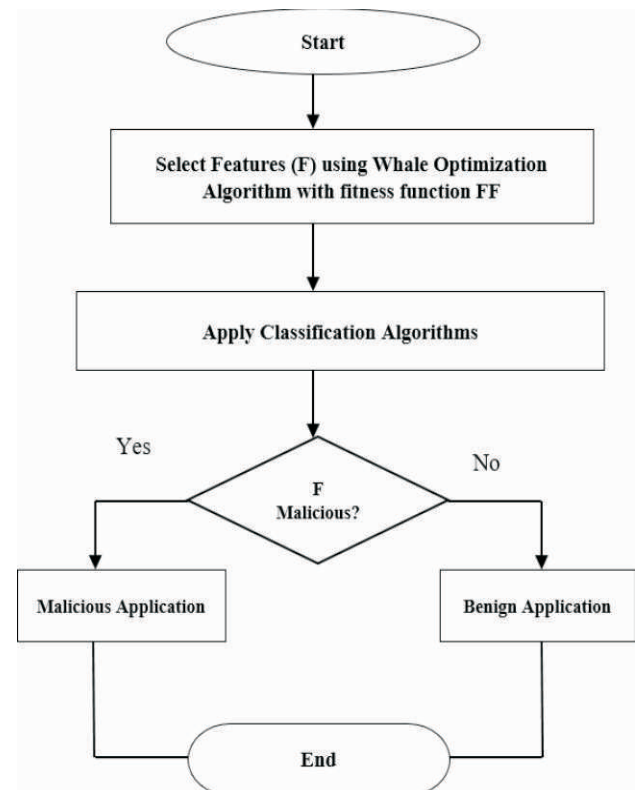 Start
Select Features (F) using Whale Optimization
Algorithm with fitness function FF
Apply Classification Algorithms
Yes
No
F
Malicious?
Malicious Application
Benign Application
End